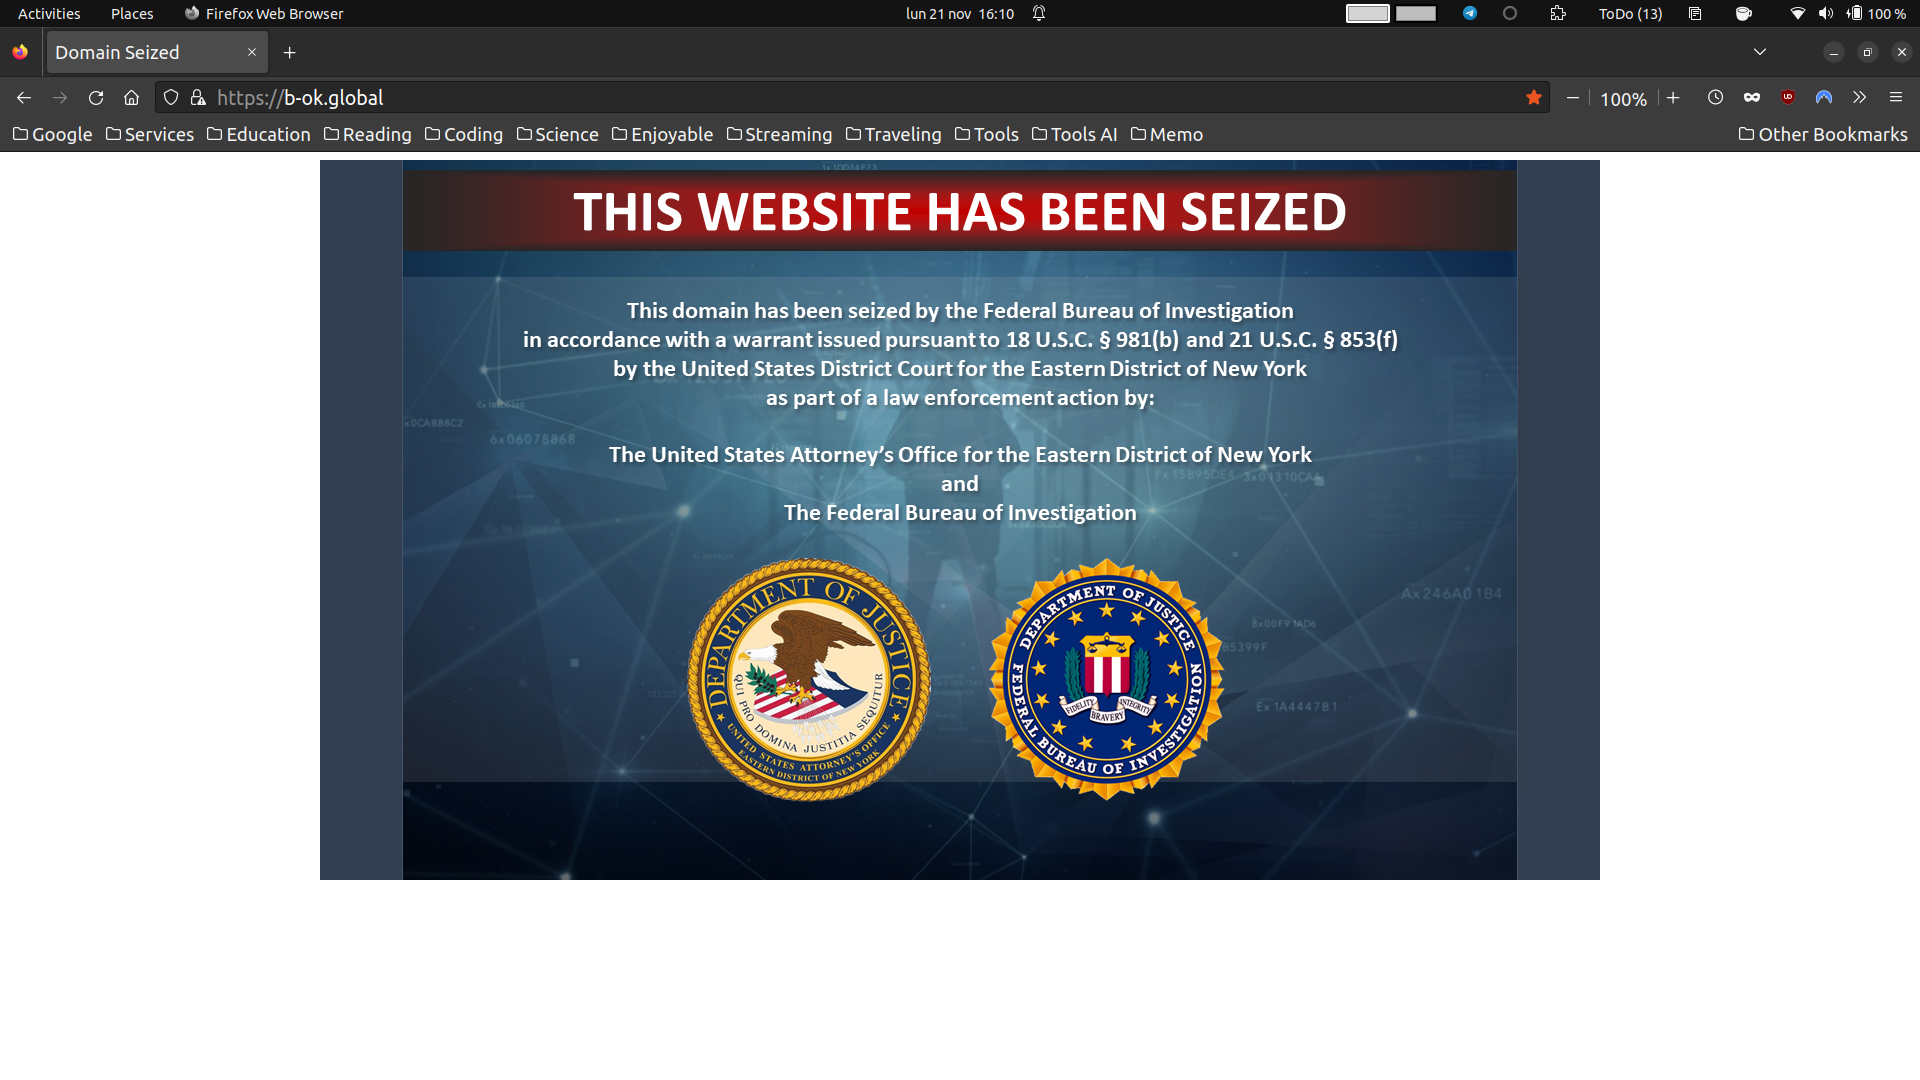 Activities Places Firefox Web Browser lun 21 nov 16:10 ToDo (13) 100 %
Domain Seized
https://b-ok.global 100%
Google Services Education Reading Coding Science Enjoyable Streaming Traveling Tools Tools AI Memo Other Bookmarks
THIS WEBSITE HAS BEEN SEIZED
This domain has been seized by the Federal Bureau of Investigation
in accordance with a warrant issued pursuant to 18 U.S.C. § 981(b) and 21 U.S.C. § 853(f)
by the United States District Court for the Eastern District of New York
as part of a law enforcement action by:
The United States Attorney’s Office for the Eastern District of New York
and
The Federal Bureau of Investigation
DEPARTMENT OF JUSTICE
QUI PRO DOMINA JUSTITIA SEQUITUR
UNITED STATES ATTORNEY'S OFFICE
EASTERN DISTRICT OF NEW YORK
DEPARTMENT OF JUSTICE
FEDERAL BUREAU OF INVESTIGATION
FIDELITY BRAVERY INTEGRITY
6x06078868
Ax246A01B4
8x00F91AD6
B5399F
Ex1A4447B1